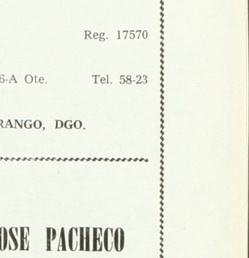 Reg. 17570
6-A Ote. Tel. 58-23
RANGO, DGO.
OSE PACHECO